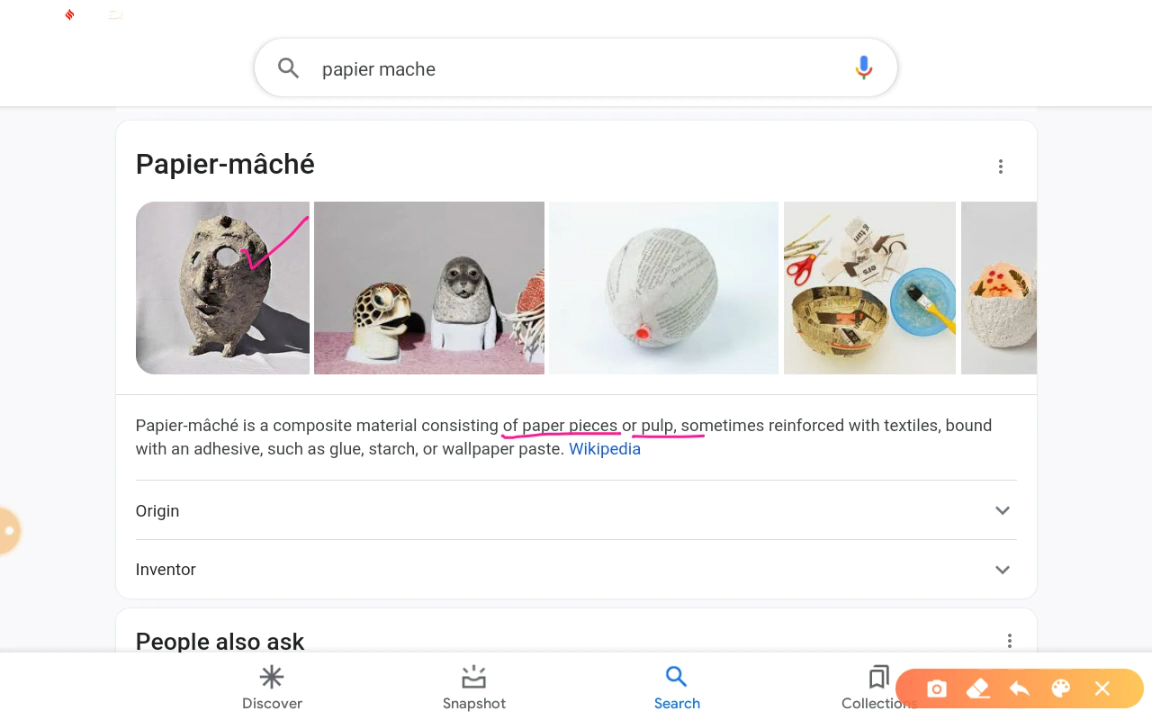 papier mache
Papier-mâché
Papier-mâché is a composite material consisting of paper pieces or pulp, sometimes reinforced with textiles, bound
with an adhesive, such as glue, starch, or wallpaper paste. Wikipedia
Origin
Inventor
People also ask
Discover
Snapshot
Search
Collections